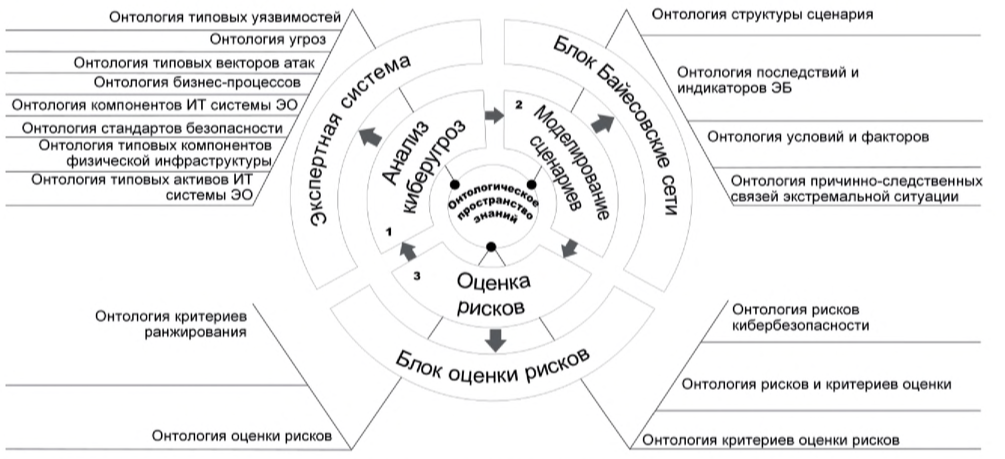 Онтология типовых уязвимостей
Онтология угроз
Онтология типовых векторов атак
Онтология бизнес-процессов
Онтология компонентов ИТ системы ЭО
Онтология стандартов безопасности
Онтология типовых компонентов
физической инфраструктуры
Онтология типовых активов ИТ
системы ЭО
Экспертная система
Блок Байесовские сети
Онтология структуры сценария
Онтология последствий и
индикаторов ЭБ
Онтология условий и факторов
Онтология причинно-следственных
связей экстремальной ситуации
Анализ
киберугроз
1
2
Моделирование
сценариев
Онтологическое
пространство
знаний
3
Оценка
рисков
Блок оценки рисков
Онтология критериев
ранжирования
Онтология оценки рисков
Онтология рисков
кибербезопасности
Онтология рисков и критериев оценки
Онтология критериев оценки рисков